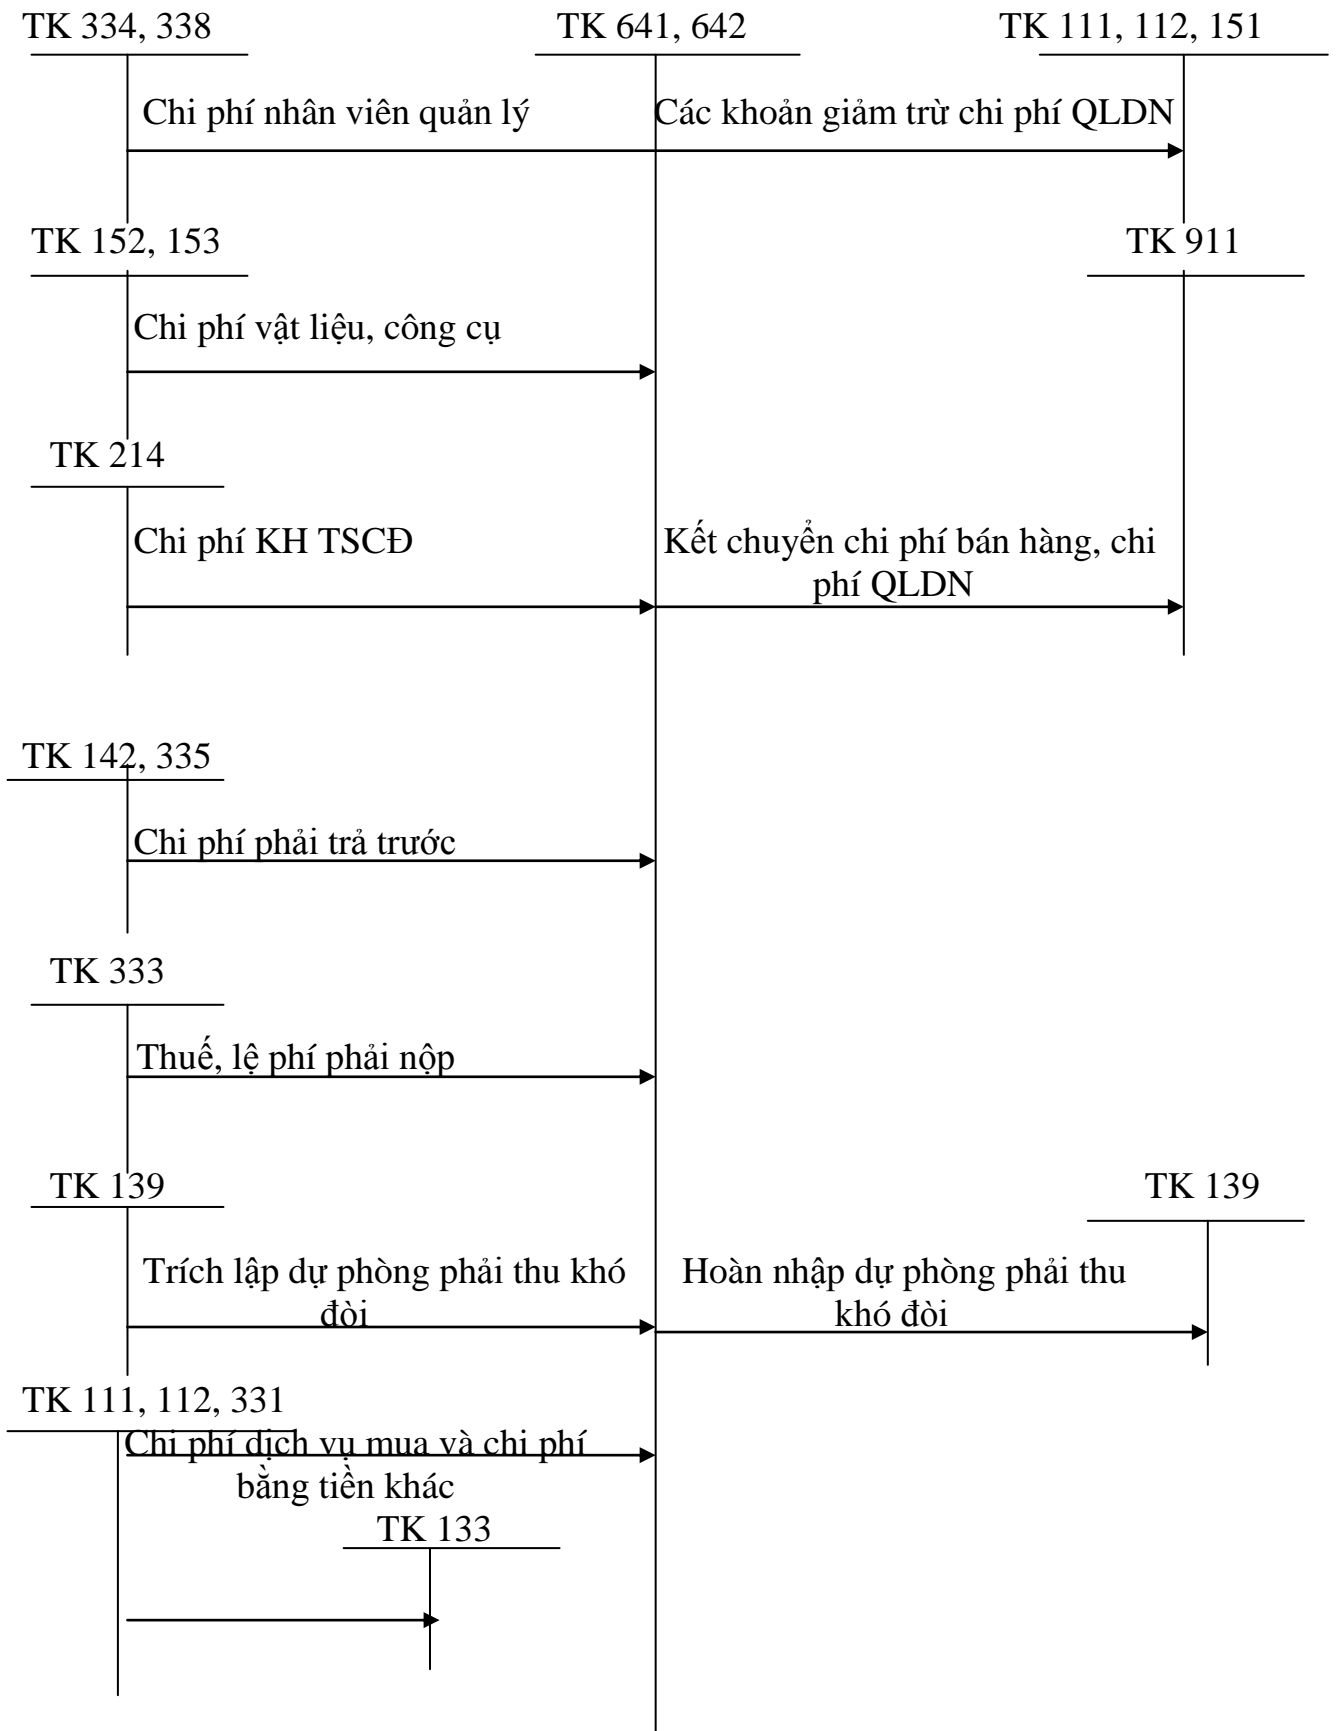 TK 334, 338
TK 641, 642
TK 111, 112, 151
Chi phí nhân viên quản lý
Các khoản giảm trừ chi phí QLDN
TK 152, 153
TK 911
Chi phí vật liệu, công cụ
TK 214
Chi phí KH TSCĐ
Kết chuyển chi phí bán hàng, chi
phí QLDN
TK 142, 335
Chi phí phải trả trước
TK 333
Thuế, lệ phí phải nộp
TK 139
TK 139
Trích lập dự phòng phải thu khó
đòi
Hoàn nhập dự phòng phải thu
khó đòi
TK 111, 112, 331
Chi phí dịch vụ mua và chi phí
bằng tiền khác
TK 133